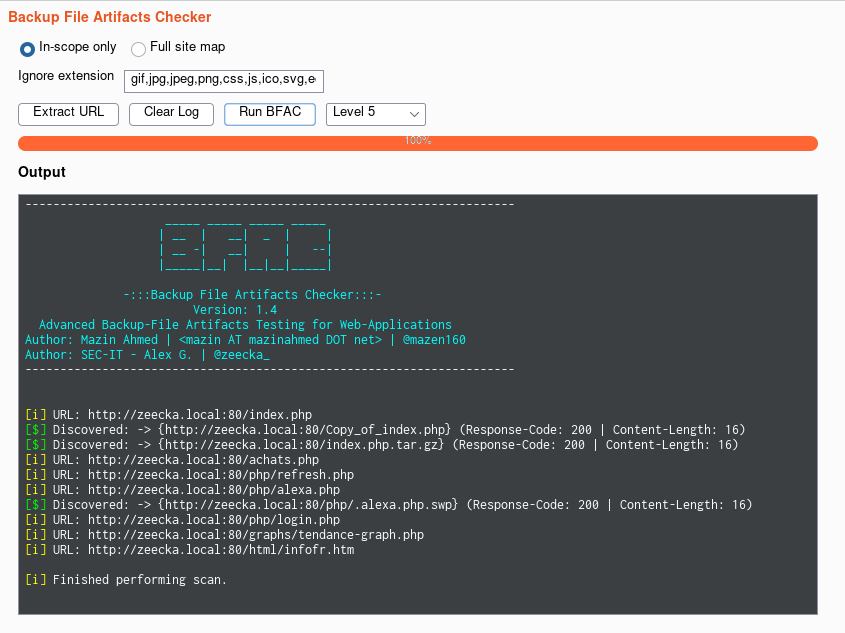 Backup File Artifacts Checker
In-scope only Full site map
Ignore extension gif,jpg,jpeg,png,css,js,ico,svg,e
Extract URL Clear Log Run BFAC Level 5
100%
Output
----------------------------------------------------------------------
 _____ _____ _____ _____
| __  |   __|  _  |     |
| __ -|   __|     |   --|
|_____|__|  |__|__|_____|
-:::Backup File Artifacts Checker:::-
Version: 1.4
Advanced Backup-File Artifacts Testing for Web-Applications
Author: Mazin Ahmed | <mazin AT mazinahmed DOT net> | @mazen160
Author: SEC-IT - Alex G. | @zeecka_
----------------------------------------------------------------------
[i] URL: http://zeecka.local:80/index.php
[$] Discovered: -> {http://zeecka.local:80/Copy_of_index.php} (Response-Code: 200 | Content-Length: 16)
[$] Discovered: -> {http://zeecka.local:80/index.php.tar.gz} (Response-Code: 200 | Content-Length: 16)
[i] URL: http://zeecka.local:80/achats.php
[i] URL: http://zeecka.local:80/php/refresh.php
[i] URL: http://zeecka.local:80/php/alexa.php
[$] Discovered: -> {http://zeecka.local:80/php/.alexa.php.swp} (Response-Code: 200 | Content-Length: 16)
[i] URL: http://zeecka.local:80/php/login.php
[i] URL: http://zeecka.local:80/graphs/tendance-graph.php
[i] URL: http://zeecka.local:80/html/infofr.htm
[i] Finished performing scan.